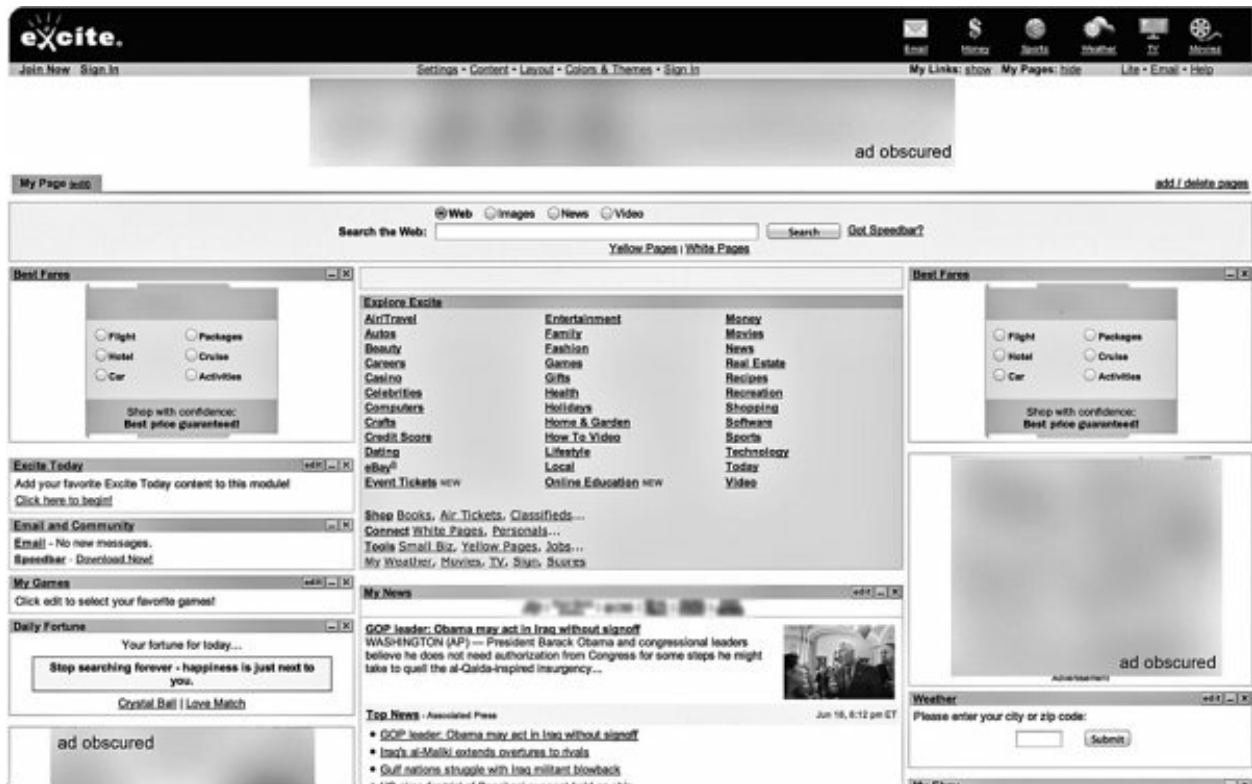 excite.
Email Money Sports Weather TV Movies
Join Now Sign In
Settings • Content • Layout • Colors & Themes • Sign In
My Links: show My Pages: hide
Lite • Email • Help
ad obscured
My Page (edit)
add / delete pages
Web Images News Video
Search the Web:
Search
Got Speedbar?
Yellow Pages | White Pages
Best Fares
Flight Packages
Hotel Cruise
Car Activities
Shop with confidence:
Best price guaranteed!
Excite Today
edit
Add your favorite Excite Today content to this module!
Click here to begin!
Email and Community
Email - No new messages.
Speedbar - Download Now!
My Games
edit
Click edit to select your favorite games!
Daily Fortune
Your fortune for today...
Stop searching forever - happiness is just next to
you.
Crystal Ball | Love Match
ad obscured
Explore Excite
Air/Travel Entertainment Money
Autos Family Movies
Beauty Fashion News
Careers Games Real Estate
Casino Gifts Recipes
Celebrities Health Recreation
Computers Holidays Shopping
Crafts Home & Garden Software
Credit Score How To Video Sports
Dating Lifestyle Technology
eBay® Local Today
Event Tickets NEW Online Education NEW Video
Shop Books, Air Tickets, Classifieds...
Connect White Pages, Personals...
Tools Small Biz, Yellow Pages, Jobs...
My Weather, Movies, TV, Sign, Scores
My News
edit
GOP leader: Obama may act in Iraq without signoff
WASHINGTON (AP) — President Barack Obama and congressional leaders
believe he does not need authorization from Congress for some steps he might
take to quell the al-Qaida-inspired insurgency...
Top News - Associated Press
Jun 18, 8:12 pm ET
• GOP leader: Obama may act in Iraq without signoff
• Iraq's al-Maliki extends overtures to rivals
• Gulf nations struggle with Iraq militant blowback
Best Fares
Flight Packages
Hotel Cruise
Car Activities
Shop with confidence:
Best price guaranteed!
ad obscured
Advertisement
Weather
edit
Please enter your city or zip code:
Submit